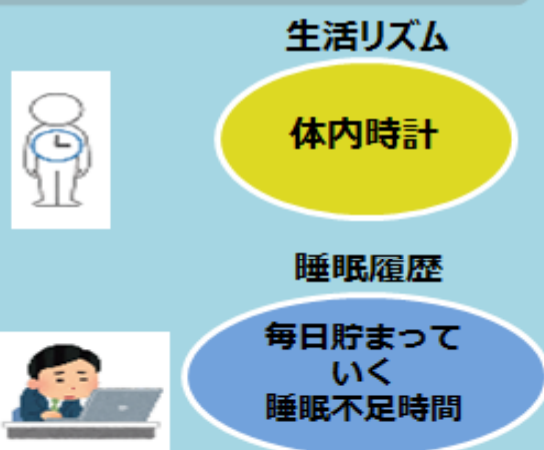 生活リズム
体内時計
睡眠履歴
毎日貯まって
いく
睡眠不足時間